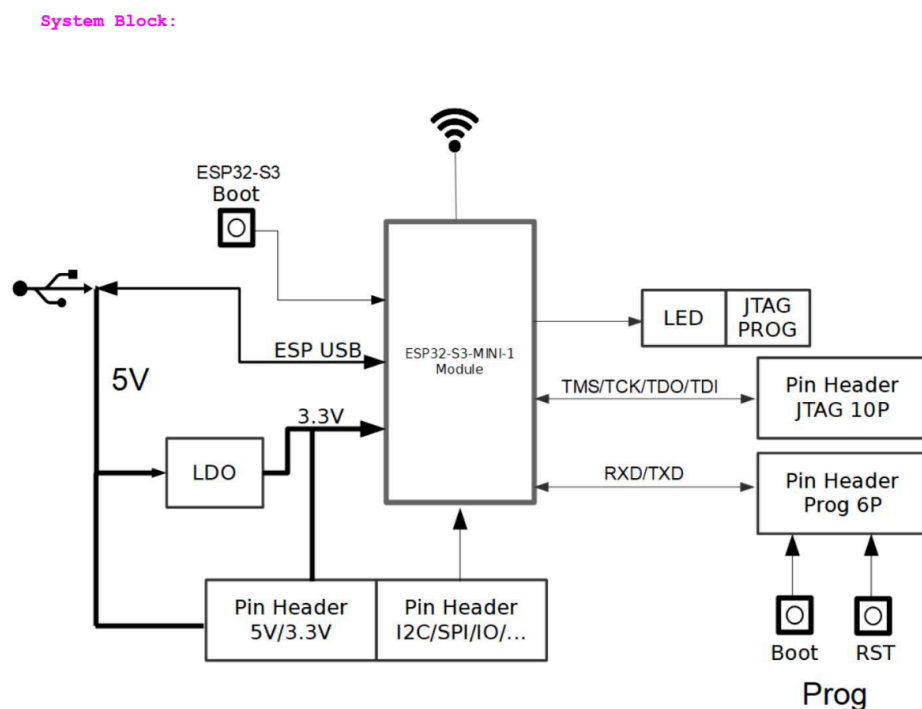 System Block:
ESP32-S3
Boot
ESP USB
5V
3.3V
LDO
ESP32-S3-MINI-1
Module
LED
JTAG
PROG
TMS/TCK/TDO/TDI
Pin Header
JTAG 10P
RXD/TXD
Pin Header
Prog 6P
Pin Header
5V/3.3V
Pin Header
I2C/SPI/IO/...
Boot
RST
Prog